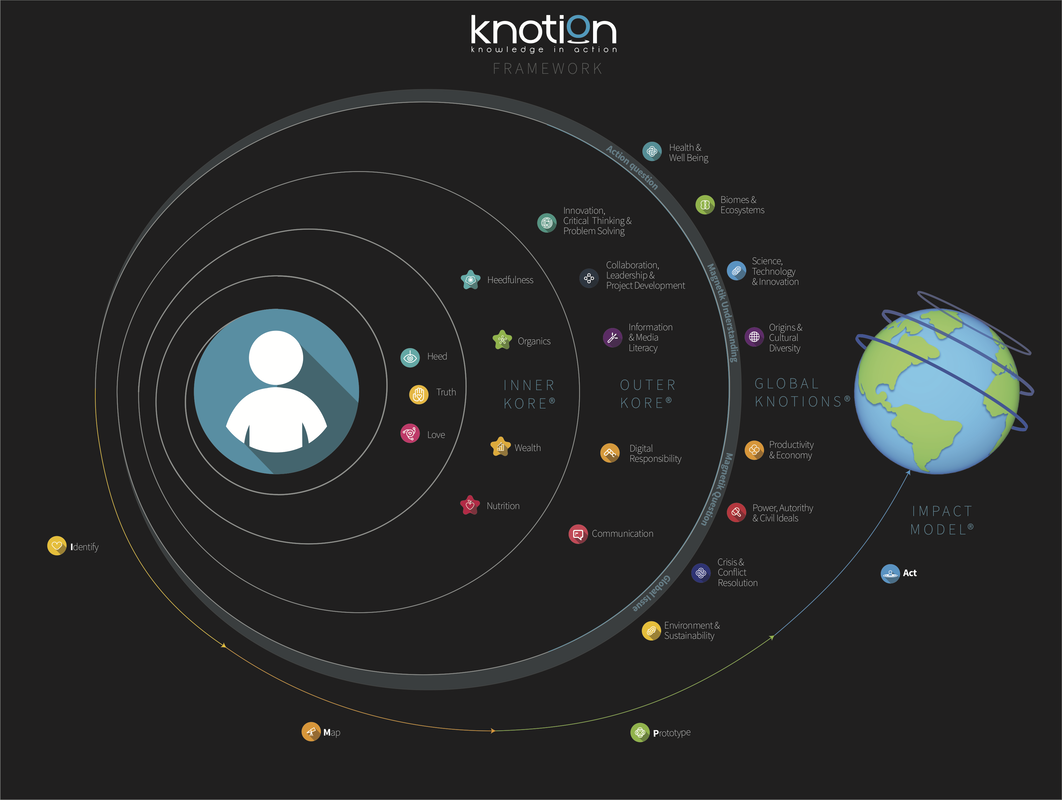 knotion
knowledge in action
FRAMEWORK
Action question
Health &
Well Being
Biomes &
Ecosystems
Innovation,
Critical Thinking &
Problem Solving
Science,
Technology
& Innovation
Collaboration,
Leadership &
Project Development
Heedfulness
Magnetik Understanding
Origins &
Cultural
Diversity
Information
& Media
Literacy
Organics
Heed
Truth
Love
INNER
KORE®
OUTER
KORE®
GLOBAL
KNOTIONS®
Wealth
Digital
Responsibility
Productivity
& Economy
Magnetik Question
Nutrition
Power, Autorithy
& Civil Ideals
IMPACT
MODEL®
Communication
Identify
Crisis &
Conflict
Resolution
Act
Global Issue
Environment &
Sustainability
Map
Prototype